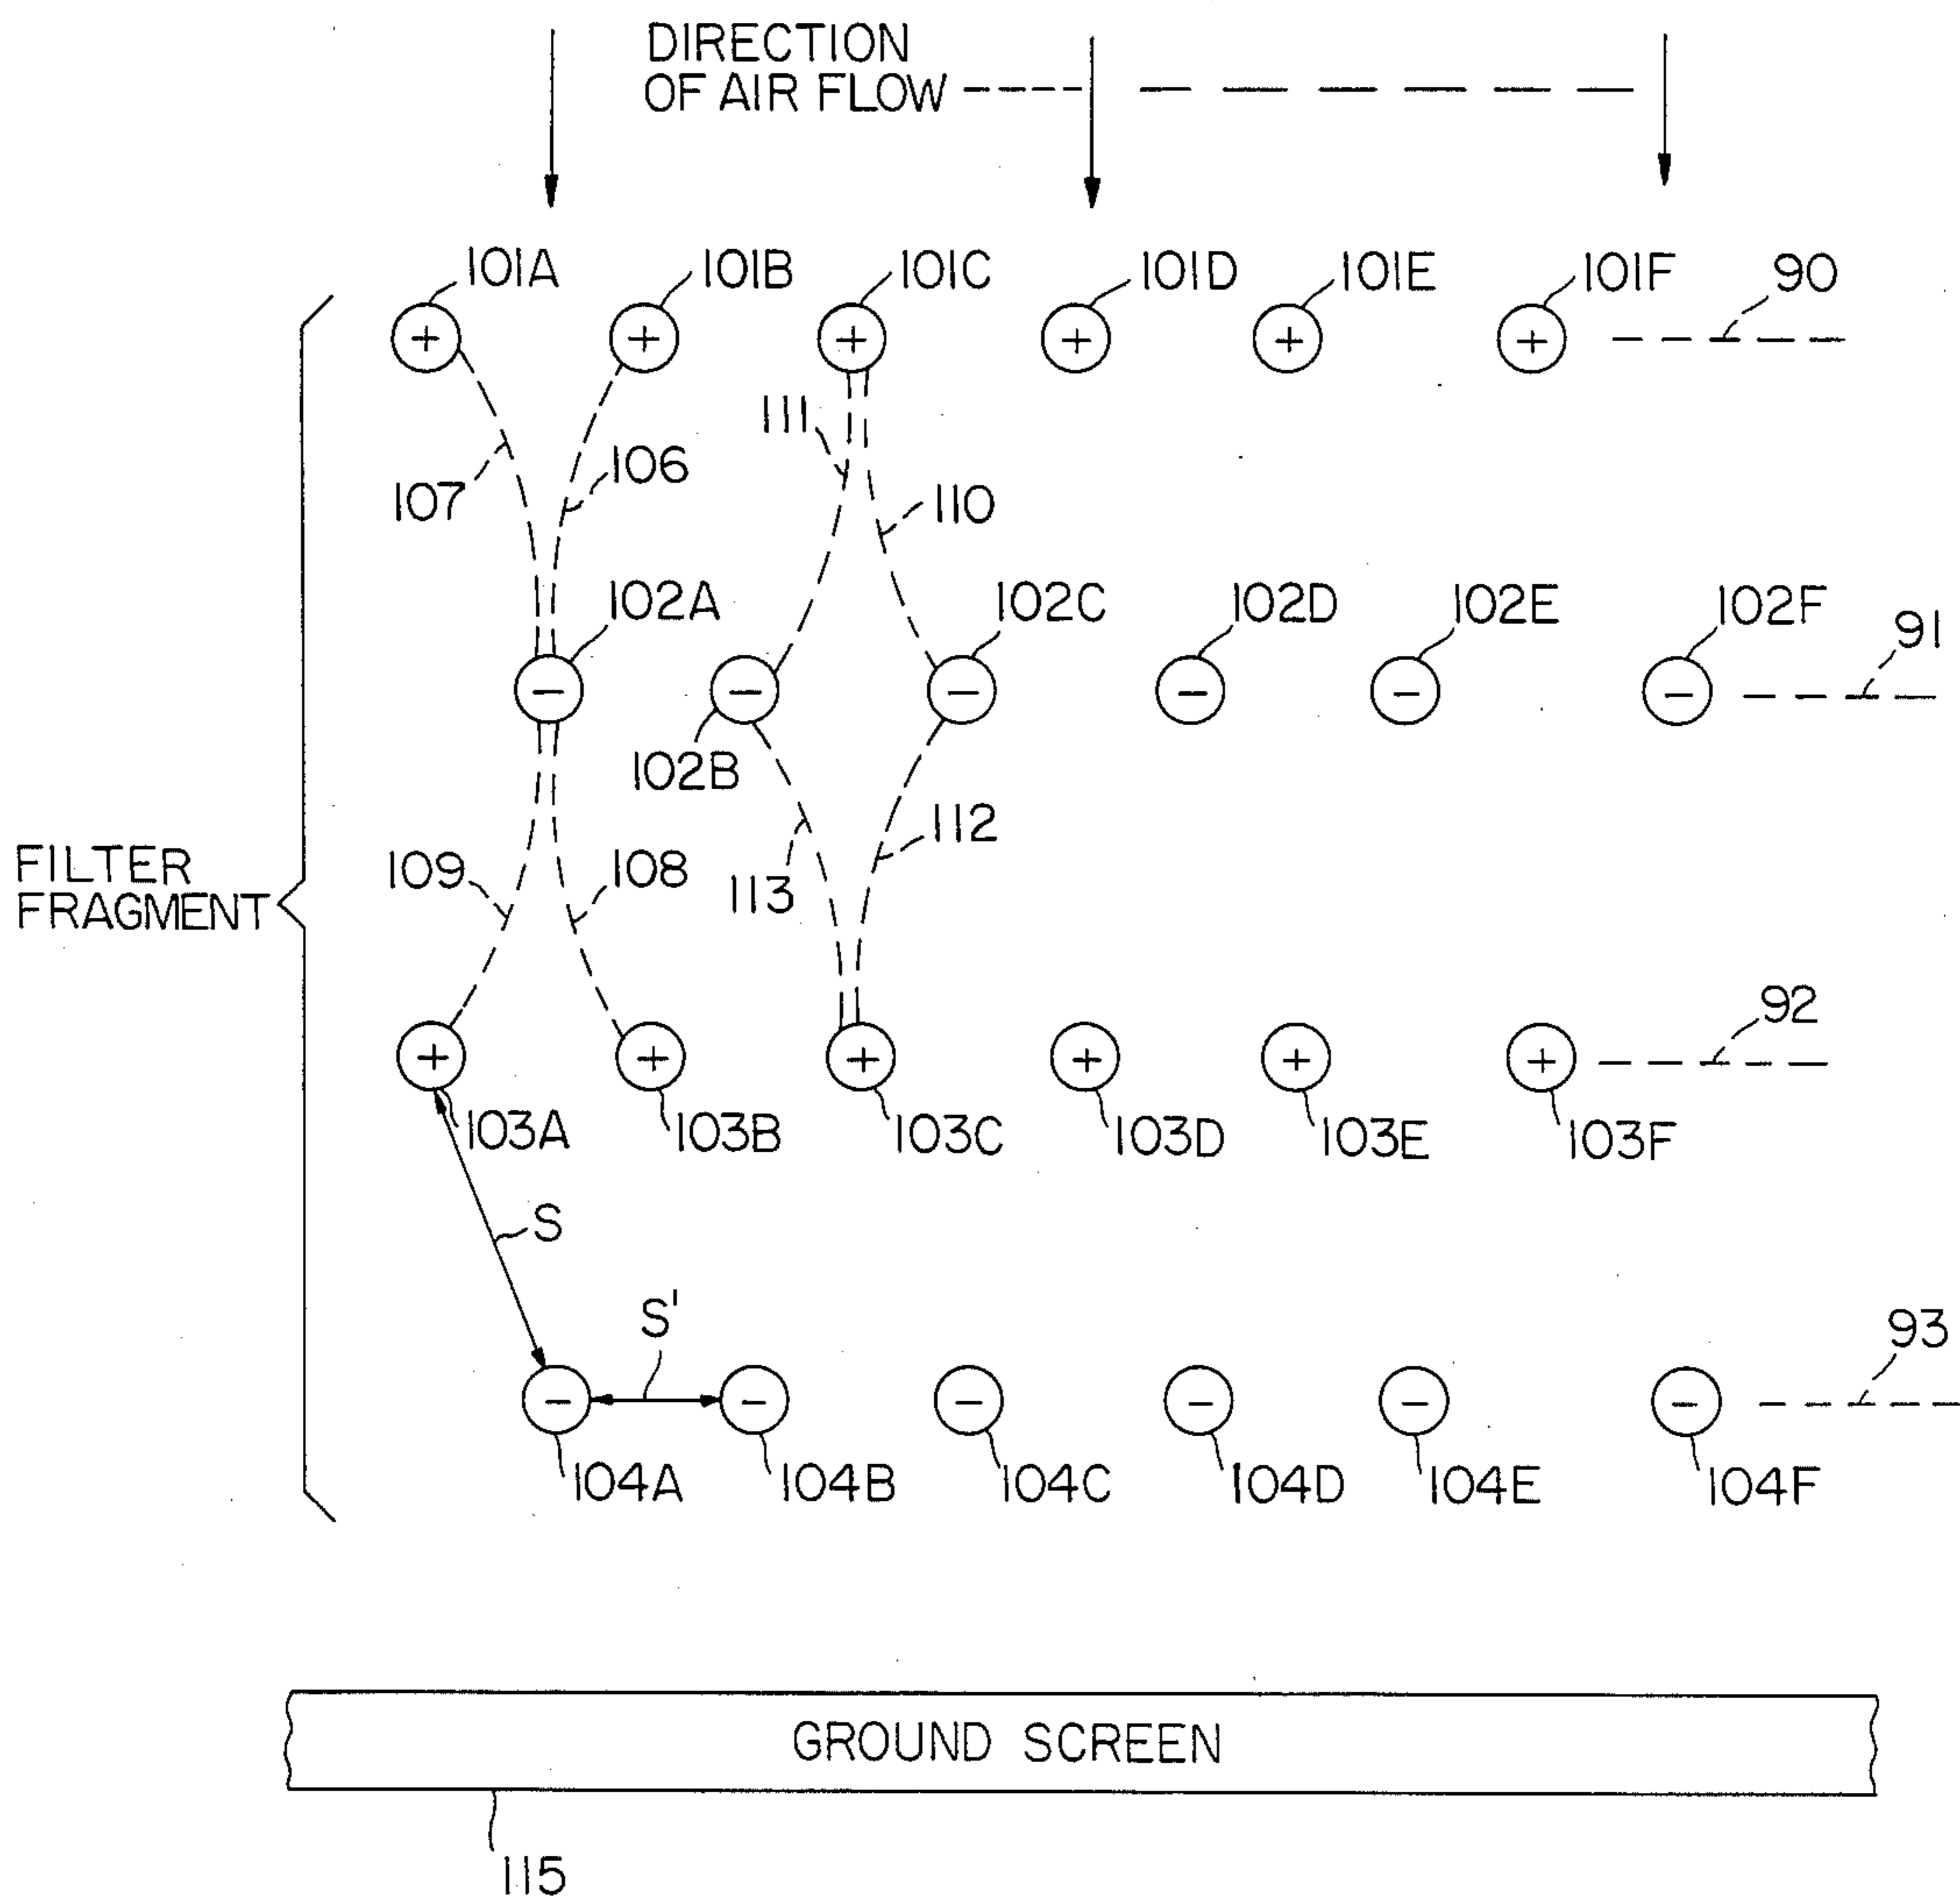 DIRECTION
OF AIR FLOW
101A 101B 101C 101D 101E 101F 90
+ + + + + +
111
106
107
110
102A 102C 102D 102E 102F 91
− − − − − −
102B
112
109 108
113
FILTER
FRAGMENT
92
+ + + + + +
103A 103B 103C 103D 103E 103F
S
S'
93
− − − − − −
104A 104B 104C 104D 104E 104F
GROUND SCREEN
115